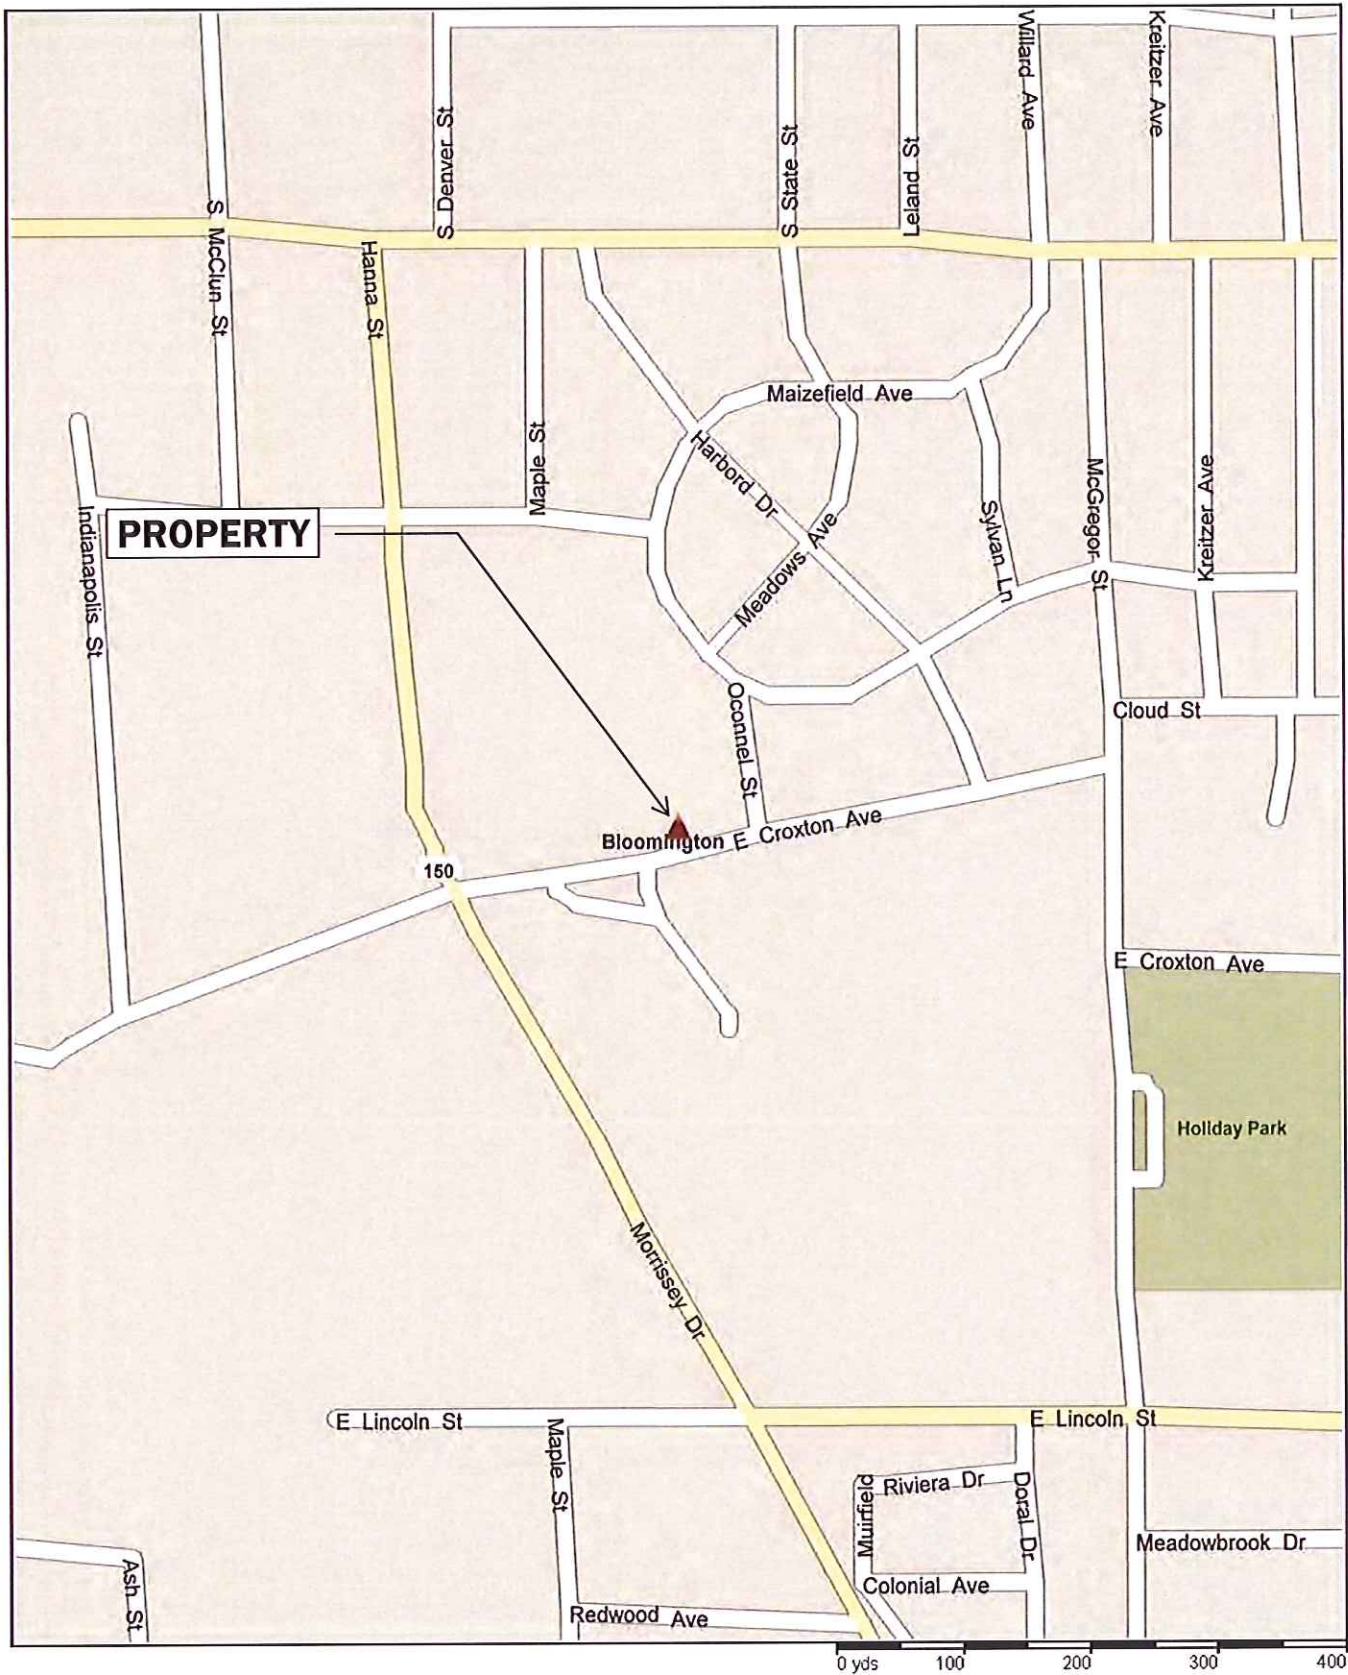 Willard Ave
Kreitzer Ave
S Denver St
S State St
Leland St
S McClun St
Hanna St
Maizefield Ave
Maple St
Harbord Dr
McGregor St
Kreitzer Ave
Sylvan Ln
Indianapolis St
PROPERTY
Meadows Ave
Oconnel St
Cloud St
Bloomington
E Croxton Ave
150
E Croxton Ave
Holiday Park
Morrissey Dr
E Lincoln St
E Lincoln St
Maple St
Riviera Dr
Muirfield
Doral Dr
Meadowbrook Dr
Ash St
Colonial Ave
Redwood Ave
0 yds 100 200 300 400